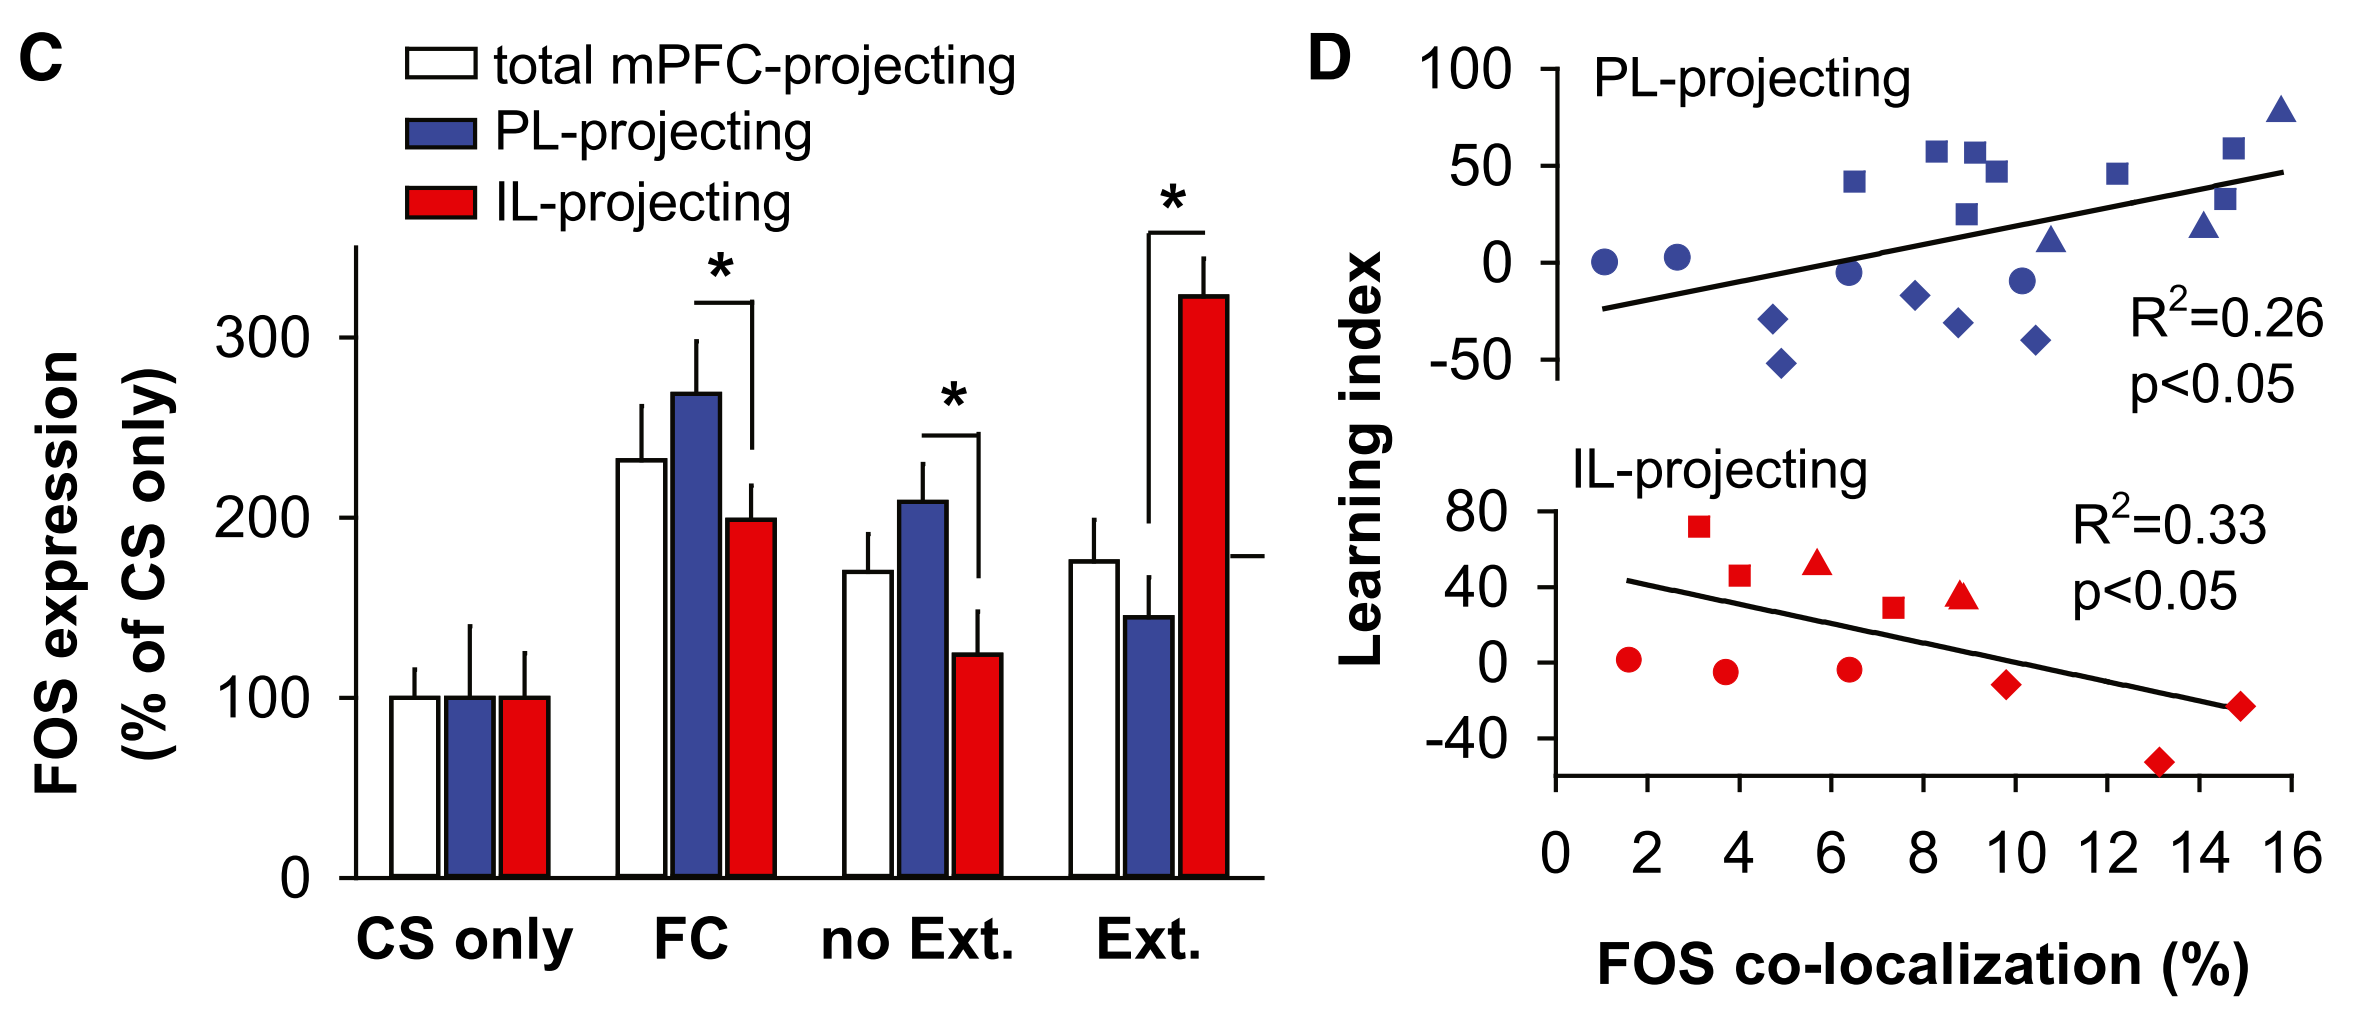 C
total mPFC-projecting
PL-projecting
IL-projecting
FOS expression
(% of CS only)
300
200
100
0
*
*
*
CS only
FC
no Ext.
Ext.
D
Learning index
100
50
0
-50
PL-projecting
R²=0.26
p<0.05
IL-projecting
80
40
0
-40
R²=0.33
p<0.05
0 2 4 6 8 10 12 14 16
FOS co-localization (%)